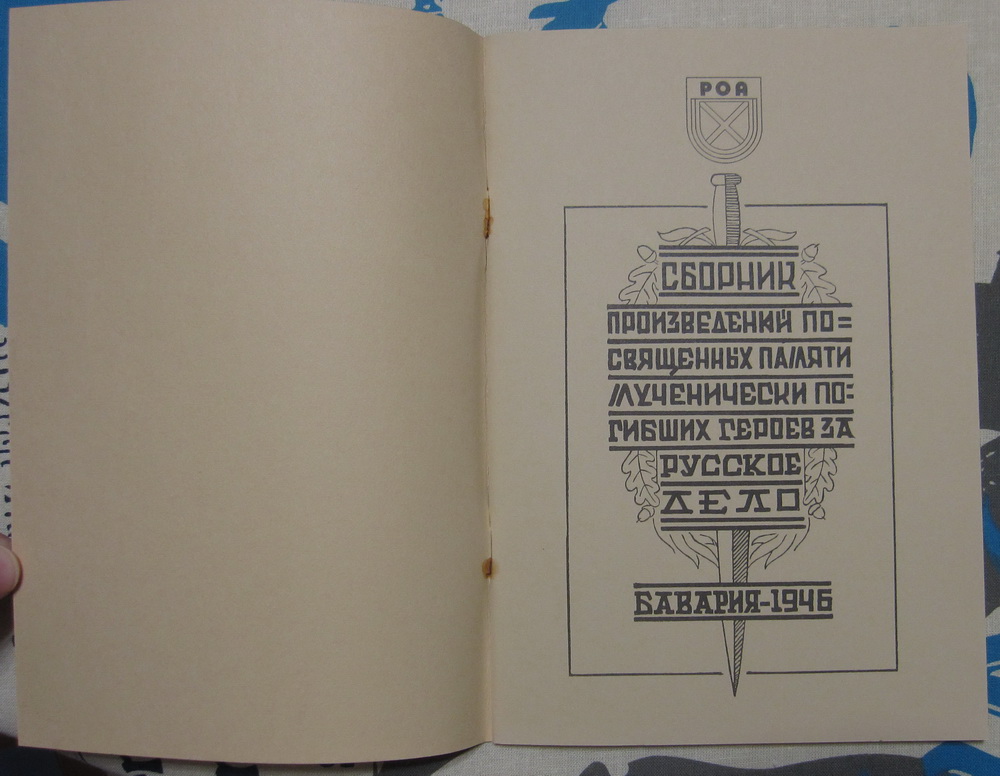 РОА
СБОРНИК
ПРОИЗВЕДЕНИЙ ПО=
СВЯЩЕННЫХ ПАМЯТИ
МУЧЕНИЧЕСКИ ПО=
ГИБШИХ ГЕРОЕВ ЗА
РУССКОЕ
ДЕЛО
БАВАРИЯ-1946